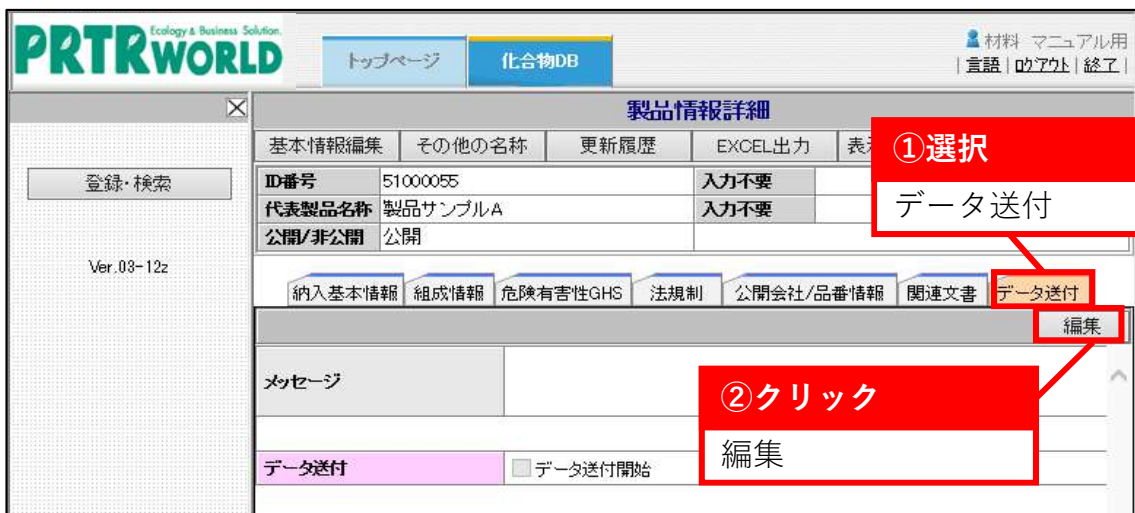 PRTRWORLD
Ecology & Business Solution.
トップページ
化合物DB
材料 マニュアル用
|言語|ログアウト|終了|
製品情報詳細
基本情報編集
その他の名称
更新履歴
EXCEL出力
表示
登録・検索
Ver.03-12z
ID番号 51000055 入力不要
代表製品名称 製品サンプルA 入力不要
公開/非公開 公開
①選択
データ送付
納入基本情報
組成情報
危険有害性GHS
法規制
公開会社/品番情報
関連文書
データ送付
編集
メッセージ
②クリック
編集
データ送付 データ送付開始